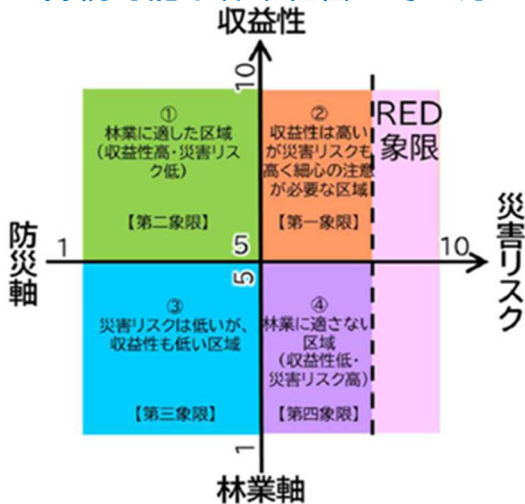 収益性
10
①
林業に適した区域
(収益性高・災害リス
ク低)
【第二象限】
②
収益性は高い
が災害リスクも
高く細心の注意
が必要な区域
【第一象限】
RED
象限
防災軸
1
5
5
10
災害リスク
③
災害リスクは低いが、
収益性も低い区域
【第三象限】
④
林業に適さない
区域
(収益性低・
災害リスク高)
【第四象限】
1
林業軸